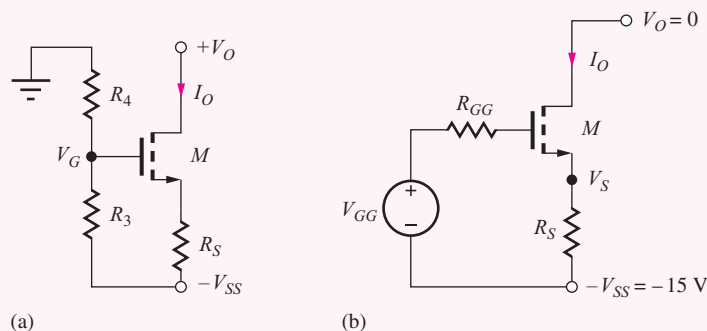 +V_O
I_O
R_4
V_G
M
R_3
R_S
−V_SS
(a)
V_O = 0
I_O
R_GG
M
V_S
+
V_GG
−
R_S
−V_SS = −15 V
(b)